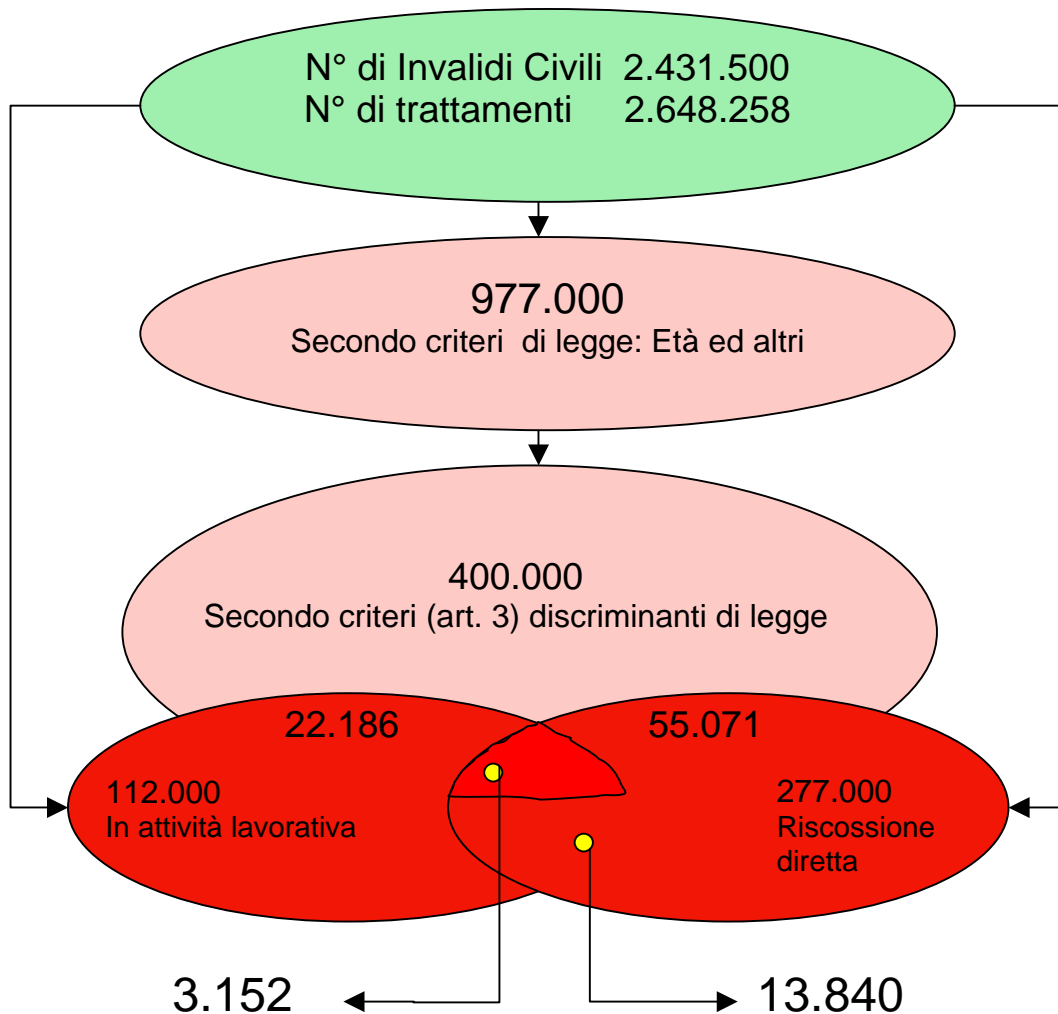 N° di Invalidi Civili 2.431.500
N° di trattamenti 2.648.258
977.000
Secondo criteri di legge: Età ed altri
400.000
Secondo criteri (art. 3) discriminanti di legge
22.186
55.071
112.000
In attività lavorativa
277.000
Riscossione
diretta
3.152
13.840